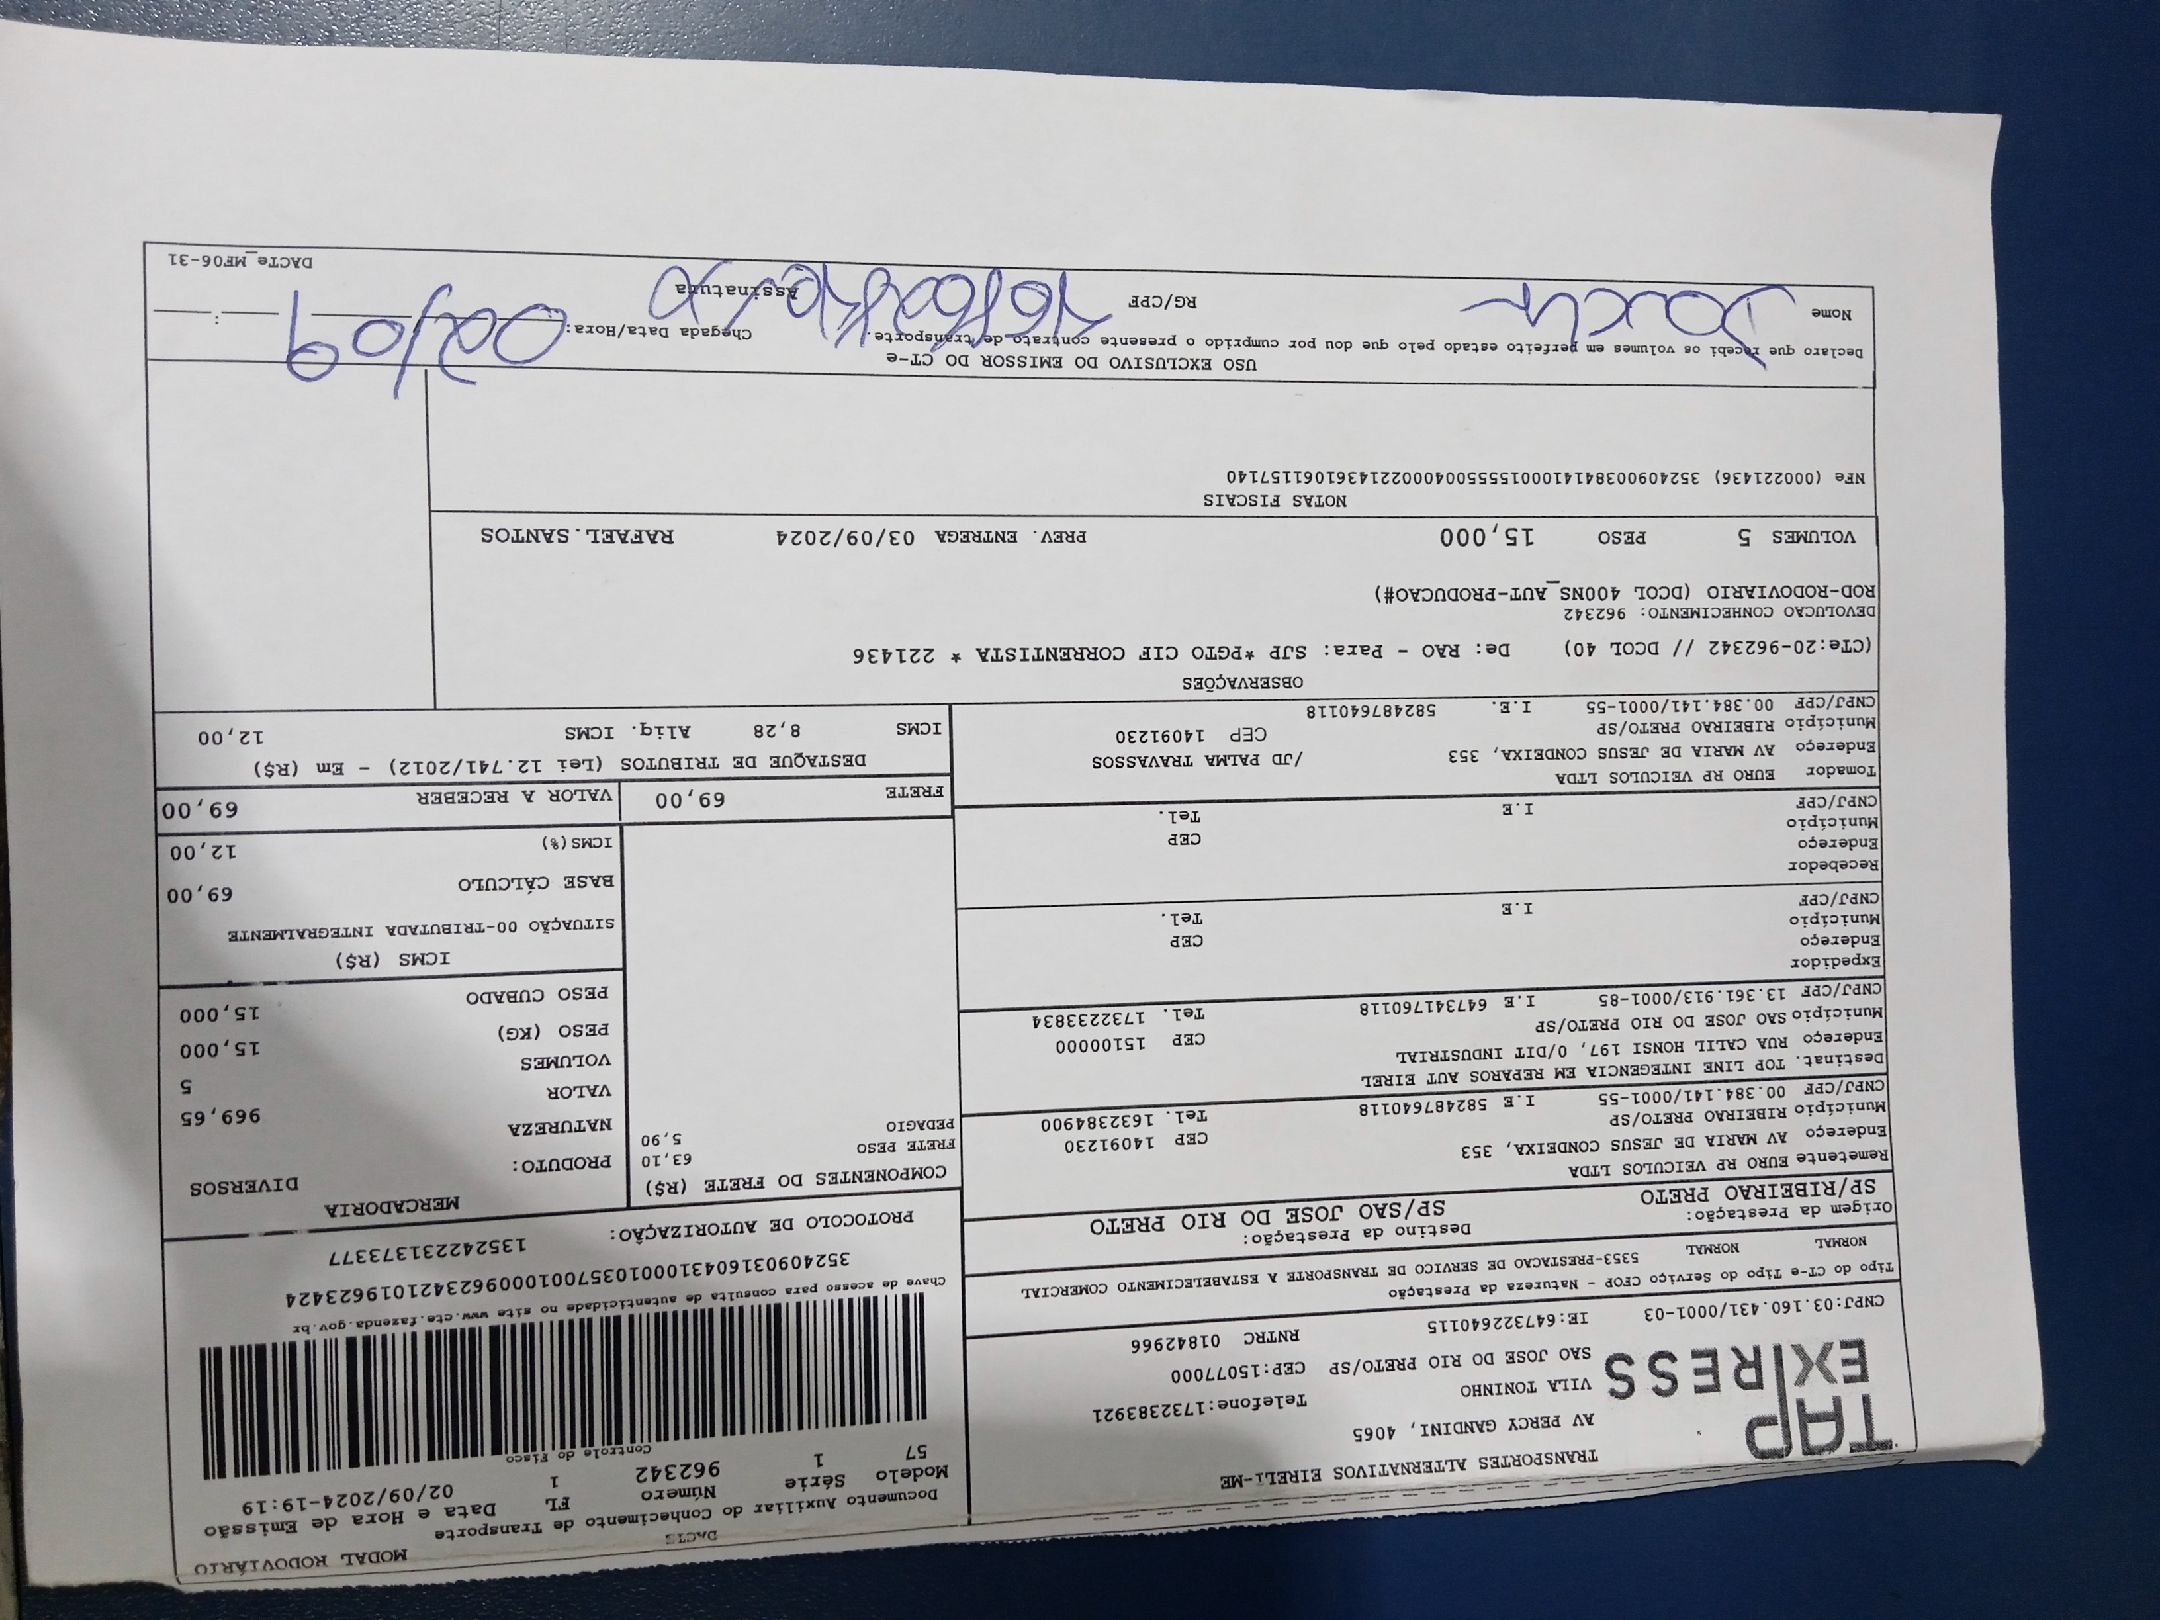 DACTE
MODAL RODOVIÁRIO
Documento Auxiliar do Conhecimento de Transporte
Modelo Série Número FL Data e Hora de Emissão
57 1 962342 1 02/09/2024-19:19
Controle do Fisco
Chave de acesso para consulta de autenticidade no site www.cte.fazenda.gov.br
35240903160431000103570010009623421019623424
PROTOCOLO DE AUTORIZAÇÃO: 135242231373377
TAP EXPRESS
TRANSPORTES ALTERNATIVOS EIRELI-ME
AV PERCY GANDINI, 4065
VILA TONINHO Telefone:1732383921
SAO JOSE DO RIO PRETO/SP CEP:15077000
CNPJ:03.160.431/0001-03 IE:647322640115 RNTRC 01842966
Tipo do CT-e Tipo do Serviço CFOP - Natureza da Prestação
NORMAL NORMAL 5353-PRESTACAO DE SERVICO DE TRANSPORTE A ESTABELECIMENTO COMERCIAL
Origem da Prestação: Destino da Prestação:
SP/RIBEIRAO PRETO SP/SAO JOSE DO RIO PRETO
Remetente EURO RP VEICULOS LTDA
Endereço AV MARIA DE JESUS CONDEIXA, 353 CEP 14091230
Município RIBEIRAO PRETO/SP Tel. 1632384900
CNPJ/CPF 00.384.141/0001-55 I.E 582487640118
Destinat. TOP LINE INTEGENCIA EM REPAROS AUT EIREL
Endereço RUA CALIL HONSI 197, 0/DIT INDUSTRIAL CEP 15100000
Município SAO JOSE DO RIO PRETO/SP Tel. 1732233834
CNPJ/CPF 13.361.913/0001-85 I.E 647341760118
Expedidor
Endereço CEP
Município Tel.
CNPJ/CPF I.E
Recebedor
Endereço CEP
Município Tel.
CNPJ/CPF I.E
Tomador EURO RP VEICULOS LTDA
Endereço AV MARIA DE JESUS CONDEIXA, 353 /JD PALMA TRAVASSOS
Município RIBEIRAO PRETO/SP CEP 14091230
CNPJ/CPF 00.384.141/0001-55 I.E. 582487640118
COMPONENTES DO FRETE (R$)
FRETE PESO 63,10
PEDAGIO 5,90
MERCADORIA
PRODUTO: DIVERSOS
NATUREZA
VALOR 969,65
VOLUMES 5
PESO (KG) 15,000
PESO CUBADO 15,000
ICMS (R$)
SITUAÇÃO 00-TRIBUTADA INTEGRALMENTE
BASE CÁLCULO 69,00
ICMS(%) 12,00
FRETE 69,00 VALOR A RECEBER 69,00
DESTAQUE DE TRIBUTOS (Lei 12.741/2012) - Em (R$)
ICMS 8,28 Aliq. ICMS 12,00
OBSERVAÇÕES
(CTe:20-962342 // DCOL 40) De: RAO - Para: SJP *PGTO CIF CORRENTISTA * 221436
DEVOLUCAO CONHECIMENTO: 962342
ROD-RODOVIARIO (DCOL 400NS_AUT-PRODUCAO#)
VOLUMES 5 PESO 15,000 PREV. ENTREGA 03/09/2024 RAFAEL.SANTOS
NOTAS FISCAIS
NFe (000221436) 35240900384141000155550040002214361061157140
USO EXCLUSIVO DO EMISSOR DO CT-e
Declaro que recebi os volumes em perfeito estado pelo que dou por cumprido o presente contrato de transporte.
Chegada Data/Hora: 02/09 :
Nome RG/CPF Assinatura
DACTe_MF06-31